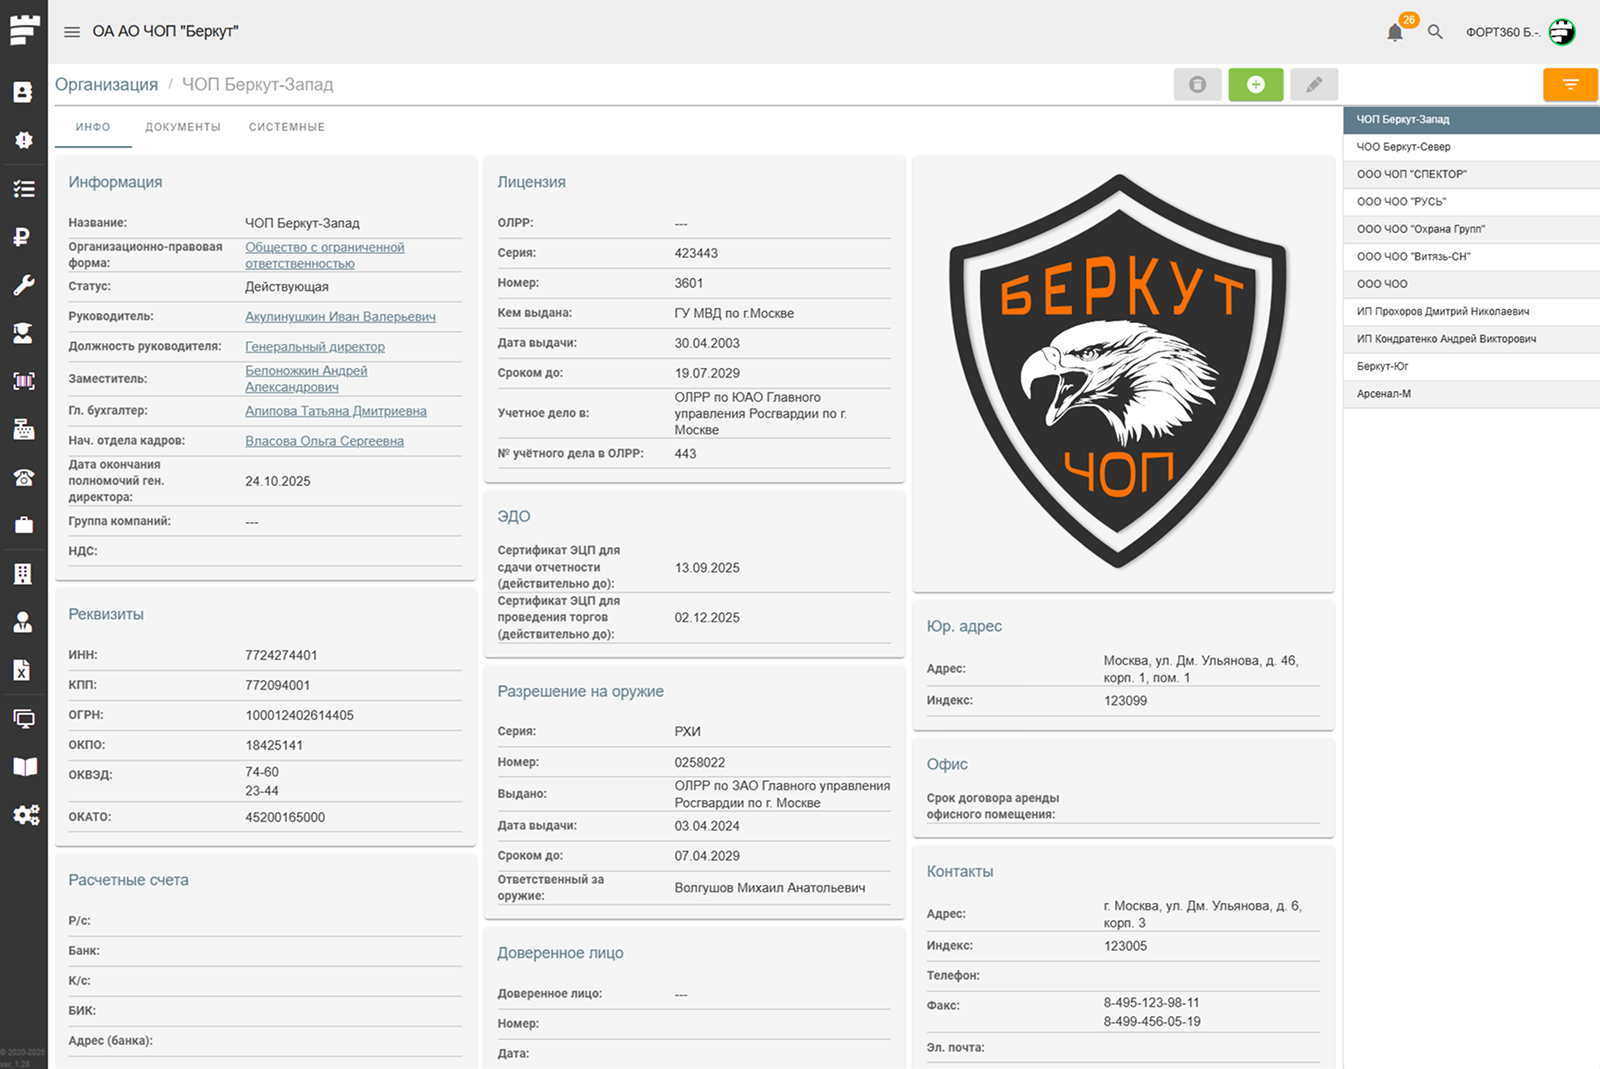 ОА АО ЧОП "Беркут"
26
ФОРТ360 Б.-.
Организация / ЧОП Беркут-Запад
ИНФО ДОКУМЕНТЫ СИСТЕМНЫЕ
Информация
Название: ЧОП Беркут-Запад
Организационно-правовая форма: Общество с ограниченной ответственностью
Статус: Действующая
Руководитель: Акулинушкин Иван Валерьевич
Должность руководителя: Генеральный директор
Заместитель: Белоножкин Андрей Александрович
Гл. бухгалтер: Алипова Татьяна Дмитриевна
Нач. отдела кадров: Власова Ольга Сергеевна
Дата окончания полномочий ген. директора: 24.10.2025
Группа компаний: ---
НДС:
Реквизиты
ИНН: 7724274401
КПП: 772094001
ОГРН: 100012402614405
ОКПО: 18425141
ОКВЭД: 74-60
23-44
ОКАТО: 45200165000
Расчетные счета
Р/с:
Банк:
К/с:
БИК:
Адрес (банка):
Лицензия
ОЛРР: ---
Серия: 423443
Номер: 3601
Кем выдана: ГУ МВД по г.Москве
Дата выдачи: 30.04.2003
Сроком до: 19.07.2029
Учетное дело в: ОЛРР по ЮАО Главного управления Росгвардии по г. Москве
№ учётного дела в ОЛРР: 443
ЭДО
Сертификат ЭЦП для сдачи отчетности (действительно до): 13.09.2025
Сертификат ЭЦП для проведения торгов (действительно до): 02.12.2025
Разрешение на оружие
Серия: РХИ
Номер: 0258022
Выдано: ОЛРР по ЗАО Главного управления Росгвардии по г. Москве
Дата выдачи: 03.04.2024
Сроком до: 07.04.2029
Ответственный за оружие: Волгушов Михаил Анатольевич
Доверенное лицо
Доверенное лицо: ---
Номер:
Дата:
БЕРКУТ
ЧОП
Юр. адрес
Адрес: Москва, ул. Дм. Ульянова, д. 46, корп. 1, пом. 1
Индекс: 123099
Офис
Срок договора аренды офисного помещения:
Контакты
Адрес: г. Москва, ул. Дм. Ульянова, д. 6, корп. 3
Индекс: 123005
Телефон:
Факс: 8-495-123-98-11
8-499-456-05-19
Эл. почта:
ЧОП Беркут-Запад
ЧОО Беркут-Север
ООО ЧОП "СПЕКТОР"
ООО ЧОО "РУСЬ"
ООО ЧОО "Охрана Групп"
ООО ЧОО "Витязь-СН"
ООО ЧОО
ИП Прохоров Дмитрий Николаевич
ИП Кондратенко Андрей Викторович
Беркут-Юг
Арсенал-М